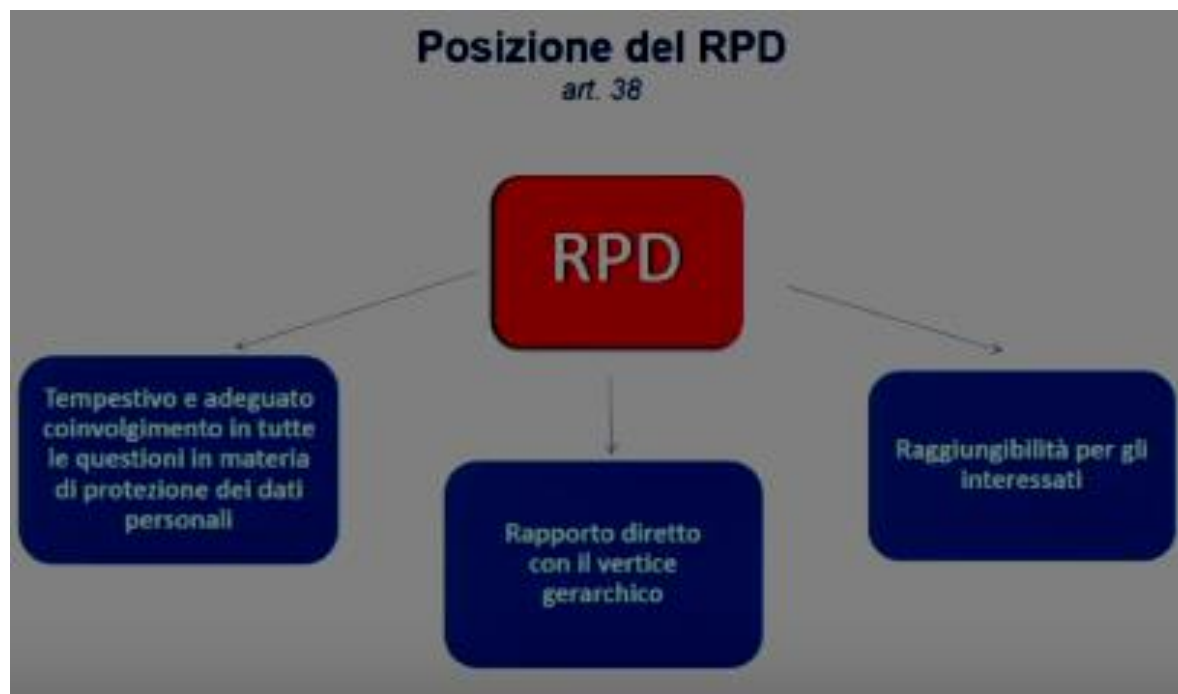 Posizione del RPD
art. 38
RPD
Tempestivo e adeguato
coinvolgimento in tutte
le questioni in materia
di protezione dei dati
personali
Rapporto diretto
con il vertice
gerarchico
Raggiungibilità per gli
interessati